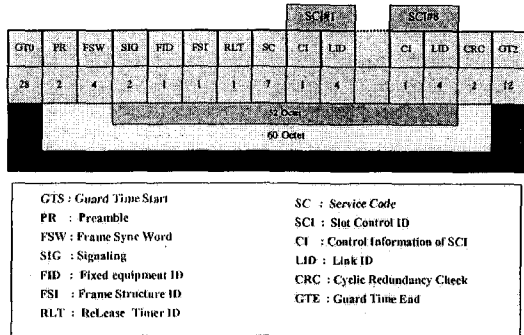 SCI#1 SCI#8
GT0 PR FSW SIG FID FSI RLT SC CI LID CI LID CRC GT2
28 2 4 2 1 1 1 7 1 4 1 4 2 12
52 Octet
60 Octet
GTS : Guard Time Start
PR : Preamble
FSW : Frame Sync Word
SIG : Signaling
FID : Fixed equipment ID
FSI : Frame Structure ID
RLT : ReLease Timer ID
SC : Service Code
SCI : Slot Control ID
CI : Control Information of SCI
LID : Link ID
CRC : Cyclic Redundancy Check
GTE : Guard Time End